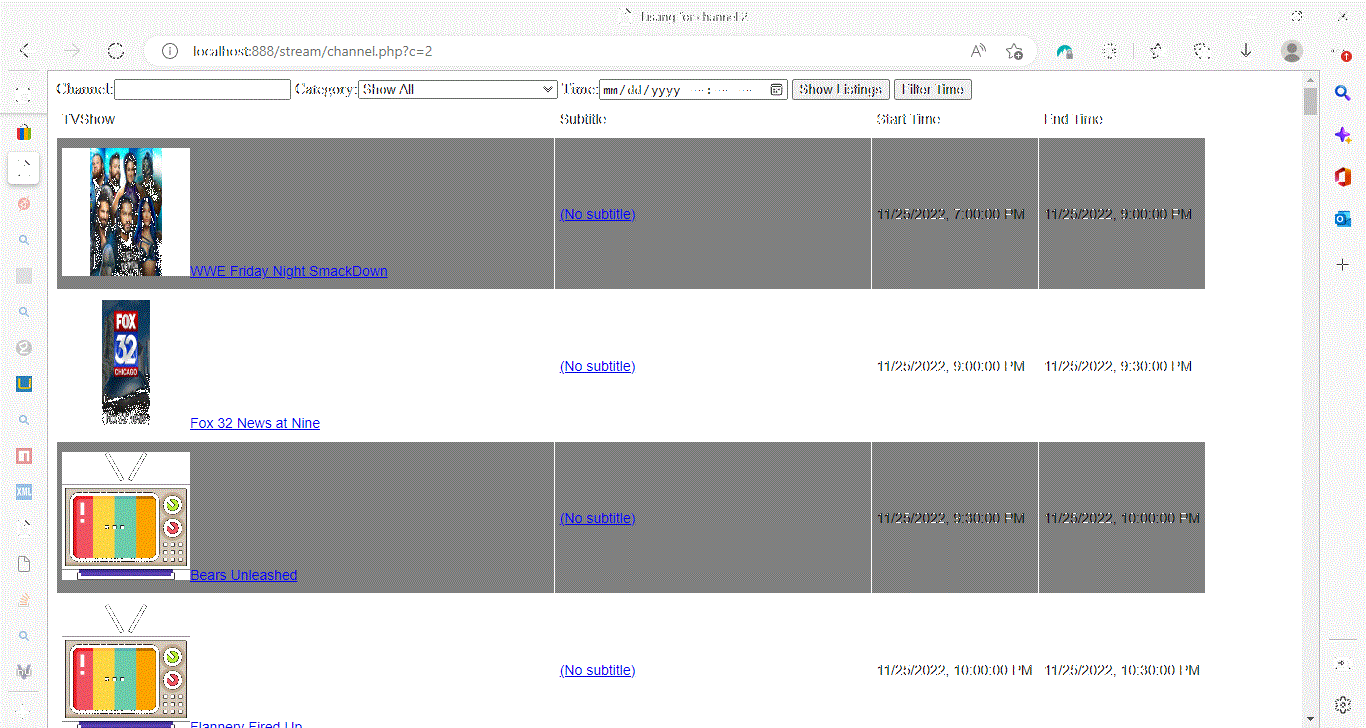 Listing for channel 2
localhost:888/stream/channel.php?c=2
Channel: Category: Show All Time: mm/dd/yyyy --:-- -- Show Listings Filter Time
TVShow Subtitle Start Time End Time
WWE Friday Night SmackDown (No subtitle) 11/25/2022, 7:00:00 PM 11/25/2022, 9:00:00 PM
FOX
32
CHICAGO
Fox 32 News at Nine (No subtitle) 11/25/2022, 9:00:00 PM 11/25/2022, 9:30:00 PM
Bears Unleashed (No subtitle) 11/25/2022, 9:30:00 PM 11/25/2022, 10:00:00 PM
Flannery Fired Up (No subtitle) 11/25/2022, 10:00:00 PM 11/25/2022, 10:30:00 PM
XML